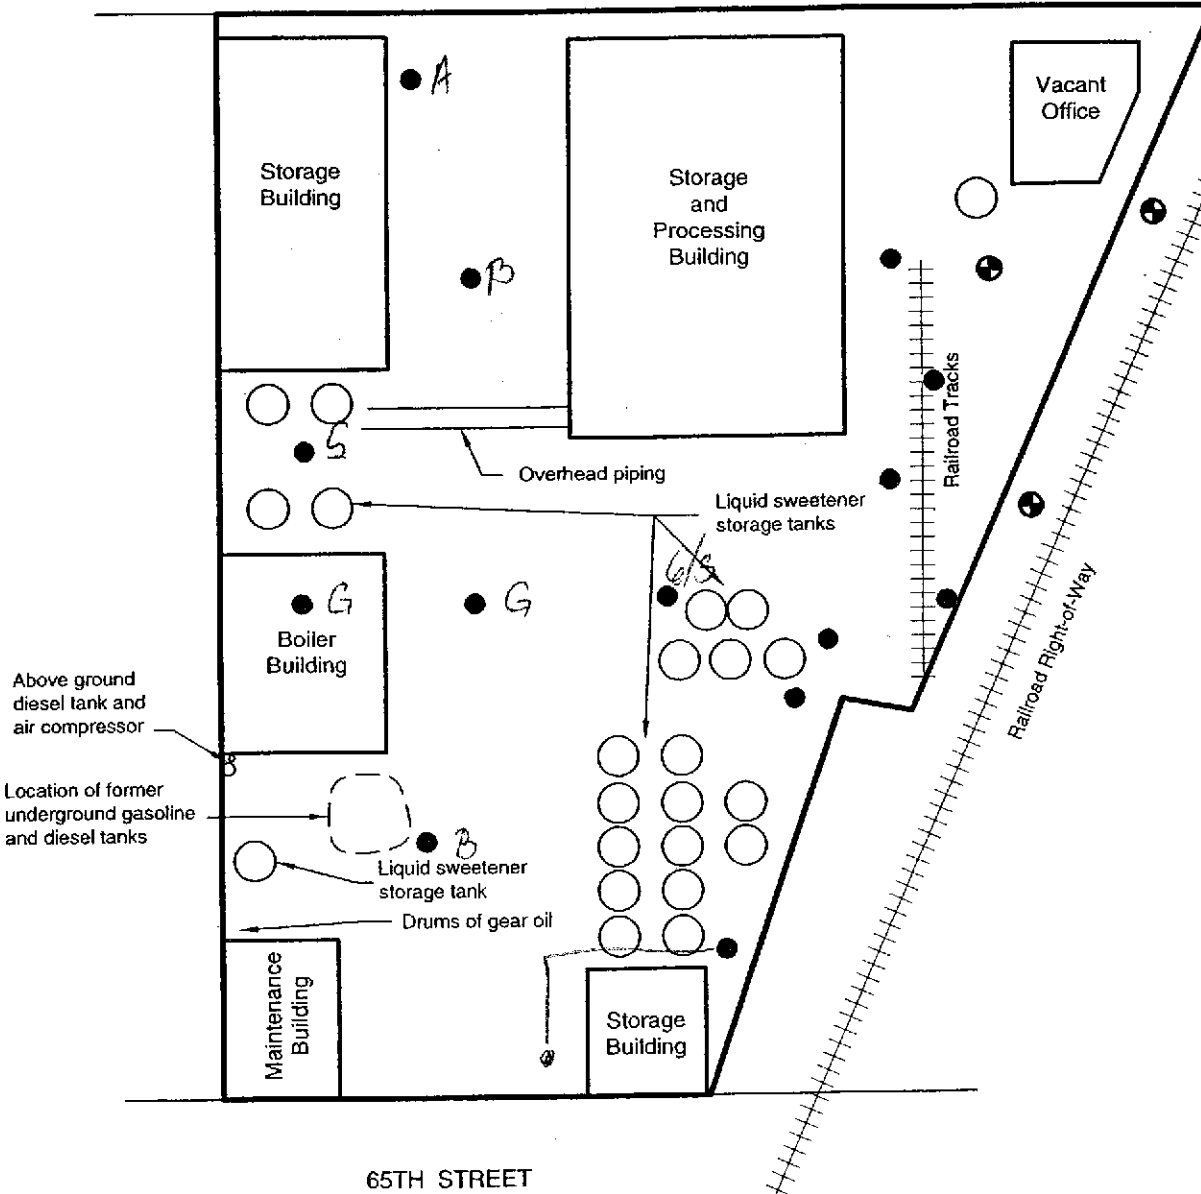 A
Vacant
Office
Storage
Building
Storage
and
Processing
Building
B
Railroad Tracks
S
Overhead piping
Liquid sweetener
storage tanks
G/S
G
G
Boiler
Building
Railroad Right-of-Way
Above ground
diesel tank and
air compressor
B
Location of former
underground gasoline
and diesel tanks
B
Liquid sweetener
storage tank
Drums of gear oil
Maintenance
Building
Storage
Building
65TH STREET